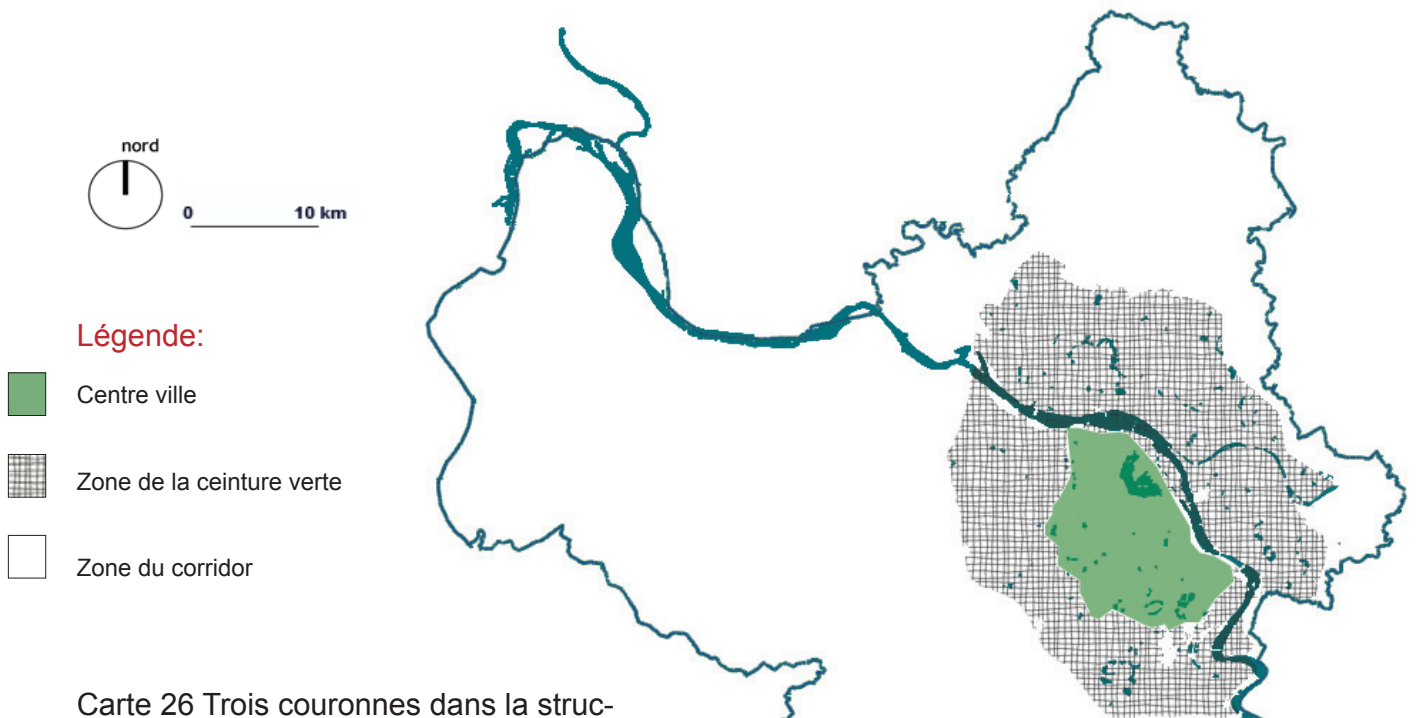 nord
0 10 km
Légende:
Centre ville
Zone de la ceinture verte
Zone du corridor
Carte 26 Trois couronnes dans la struc-